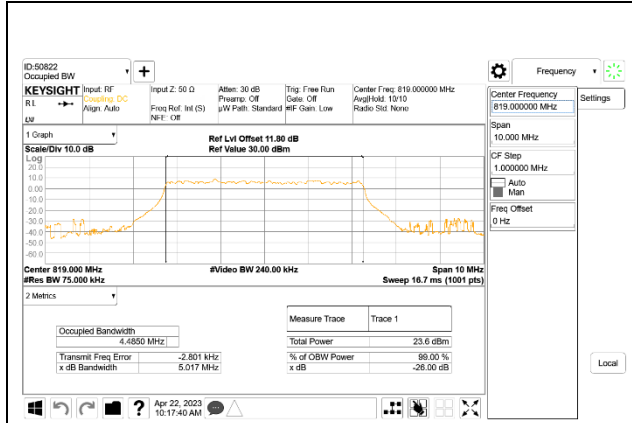 ID:50822
Occupied BW
Frequency
KEYSIGHT
R L
Input: RF
Coupling: DC
Align: Auto
Input Z: 50 Ω
Freq Ref: Int (S)
NFE: Off
Atten: 30 dB
Preamp: Off
µW Path: Standard
Trig: Free Run
Gate: Off
#IF Gain: Low
Center Freq: 819.000000 MHz
Avg|Hold: 10/10
Radio Std: None
Center Frequency
819.000000 MHz
Settings
Span
10.000 MHz
CF Step
1.000000 MHz
Auto
Man
Freq Offset
0 Hz
1 Graph
Scale/Div 10.0 dB
Ref Lvl Offset 11.80 dB
Ref Value 30.00 dBm
Log
20.0
10.0
0.00
-10.0
-20.0
-30.0
-40.0
-50.0
-60.0
Center 819.000 MHz
#Video BW 240.00 kHz
Span 10 MHz
#Res BW 75.000 kHz
Sweep 16.7 ms (1001 pts)
2 Metrics
Occupied Bandwidth
4.4850 MHz
Transmit Freq Error -2.801 kHz
x dB Bandwidth 5.017 MHz
Measure Trace Trace 1
Total Power 23.6 dBm
% of OBW Power 99.00 %
x dB -26.00 dB
Local
Apr 22, 2023
10:17:40 AM